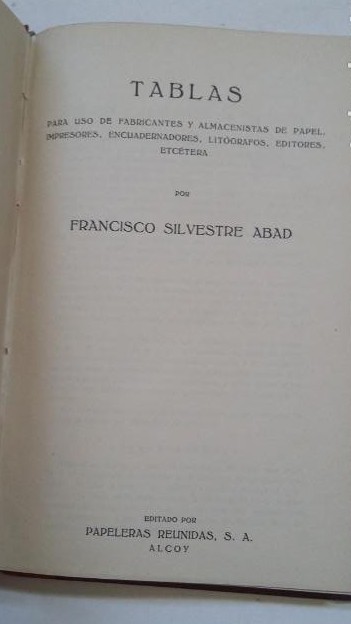 TABLAS
PARA USO DE FABRICANTES Y ALMACENISTAS DE PAPEL,
IMPRESORES, ENCUADERNADORES, LITÓGRAFOS, EDITORES,
ETCÉTERA
POR
FRANCISCO SILVESTRE ABAD
EDITADO POR
PAPELERAS REUNIDAS, S. A.
ALCOY